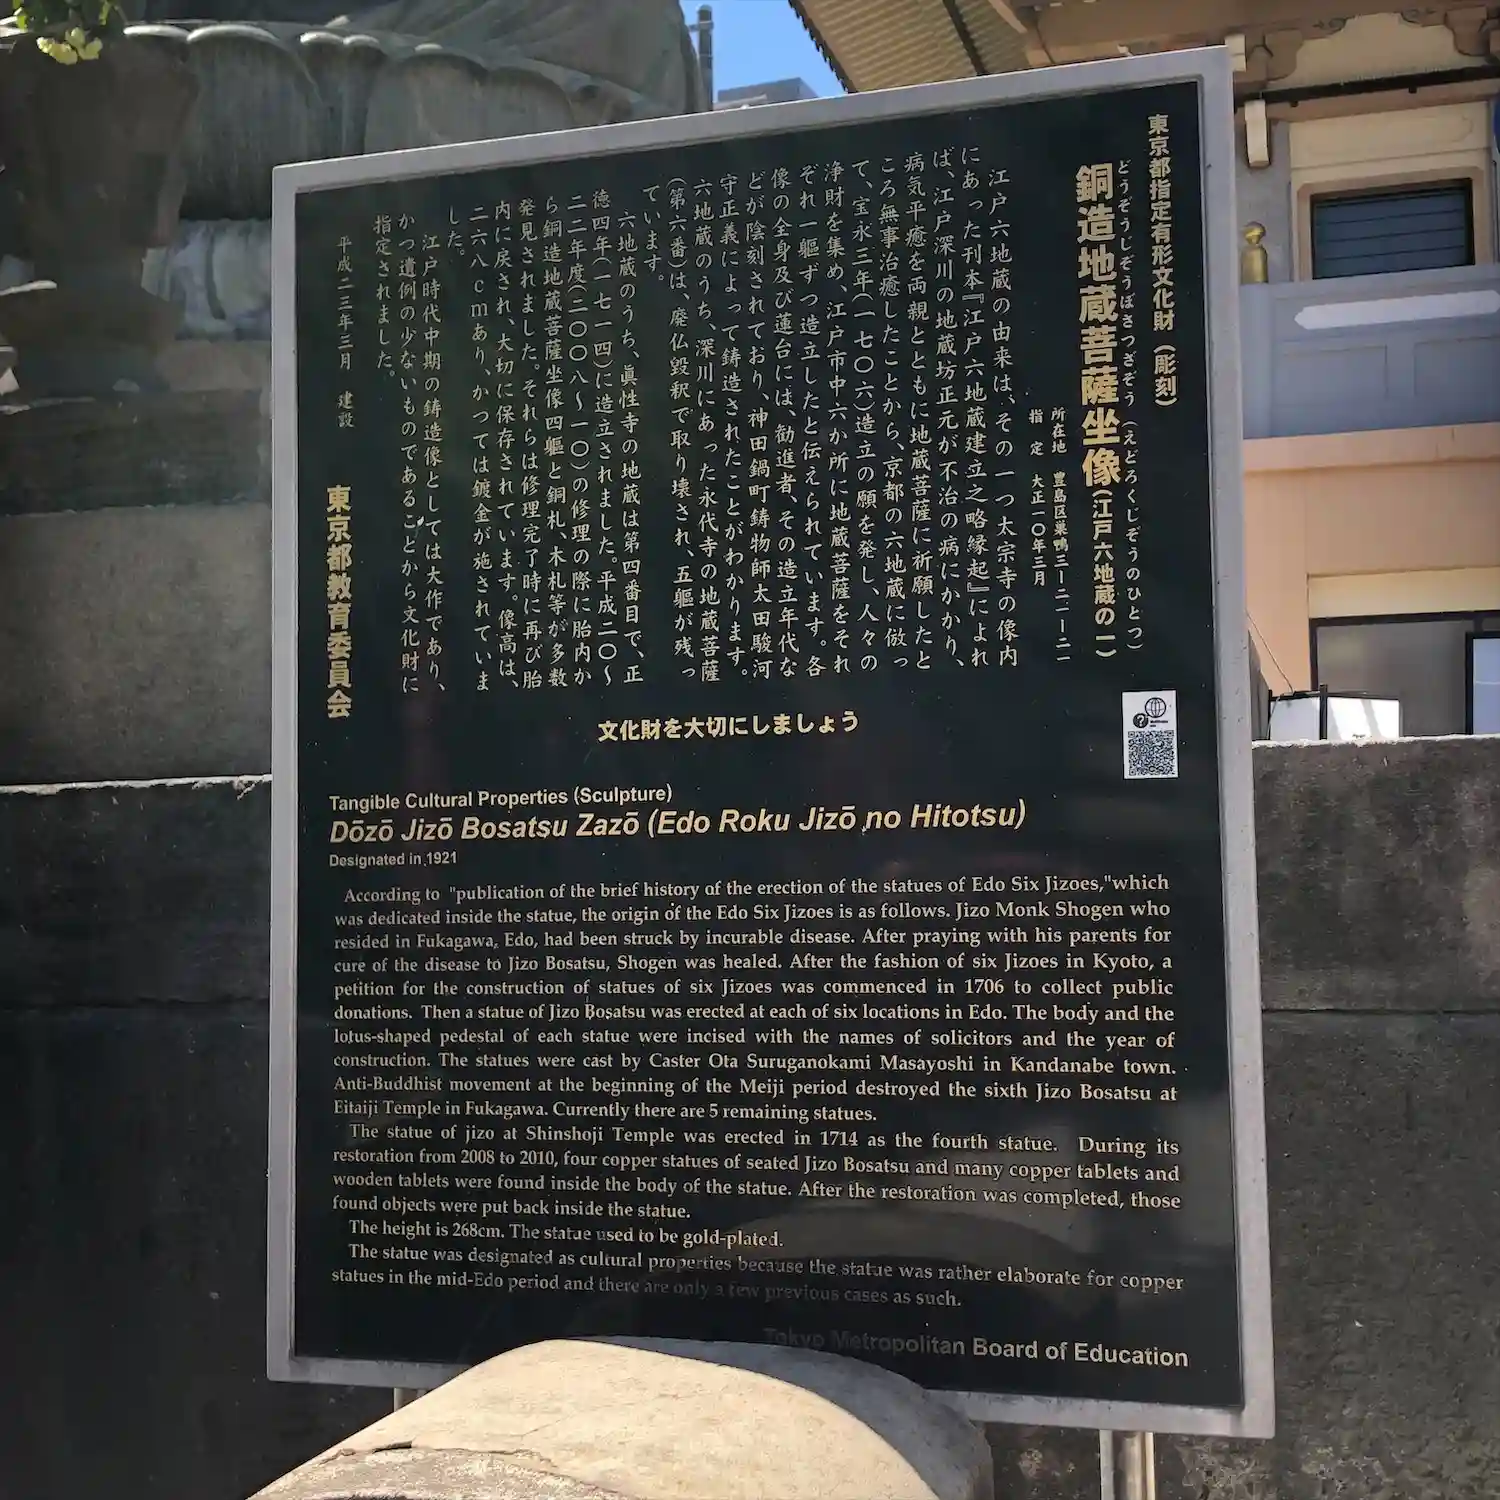 東京都指定有形文化財（彫刻）
どうぞうじぞうぼさつざぞう（えどろくじぞうのひとつ）
銅造地蔵菩薩坐像（江戸六地蔵の一）
所在地　豊島区巣鴨三ー二一ー二一
指　定　大正一〇年三月
江戸六地蔵の由来は、その一つ太宗寺の像内
にあった刊本『江戸六地蔵建立之略縁起』によれ
ば、江戸深川の地蔵坊正元が不治の病にかかり、
病気平癒を両親とともに地蔵菩薩に祈願したと
ころ無事治癒したことから、京都の六地蔵に倣っ
て、宝永三年（一七〇六）造立の願を発し、人々の
浄財を集め、江戸市中六か所に地蔵菩薩をそれ
ぞれ一軀ずつ造立したと伝えられています。各
像の全身及び蓮台には、勧進者、その造立年代な
どが陰刻されており、神田鍋町鋳物師太田駿河
守正義によって鋳造されたことがわかります。
六地蔵のうち、深川にあった永代寺の地蔵菩薩
（第六番）は、廃仏毀釈で取り壊され、五軀が残っ
ています。
六地蔵のうち、眞性寺の地蔵は第四番目で、正
徳四年（一七一四）に造立されました。平成二〇〜
二二年度（二〇〇八〜一〇）の修理の際に胎内か
ら銅造地蔵菩薩坐像四軀と銅札、木札等が多数
発見されました。それらは修理完了時に再び胎
内に戻され、大切に保存されています。像高は、
二六八ｃｍあり、かつては鍍金が施されていま
した。
江戸時代中期の鋳造像としては大作であり、
かつ遺例の少ないものであることから文化財に
指定されました。
平成二三年三月　建設
東京都教育委員会
文化財を大切にしましょう
Tangible Cultural Properties (Sculpture)
Dōzō Jizō Bosatsu Zazō (Edo Roku Jizō no Hitotsu)
Designated in 1921
According to "publication of the brief history of the erection of the statues of Edo Six Jizoes,"which
was dedicated inside the statue, the origin of the Edo Six Jizoes is as follows. Jizo Monk Shogen who
resided in Fukagawa, Edo, had been struck by incurable disease. After praying with his parents for
cure of the disease to Jizo Bosatsu, Shogen was healed. After the fashion of six Jizoes in Kyoto, a
petition for the construction of statues of six Jizoes was commenced in 1706 to collect public
donations. Then a statue of Jizo Bosatsu was erected at each of six locations in Edo. The body and the
lotus-shaped pedestal of each statue were incised with the names of solicitors and the year of
construction. The statues were cast by Caster Ota Suruganokami Masayoshi in Kandanabe town.
Anti-Buddhist movement at the beginning of the Meiji period destroyed the sixth Jizo Bosatsu at
Eitaiji Temple in Fukagawa. Currently there are 5 remaining statues.
The statue of jizo at Shinshoji Temple was erected in 1714 as the fourth statue. During its
restoration from 2008 to 2010, four copper statues of seated Jizo Bosatsu and many copper tablets and
wooden tablets were found inside the body of the statue. After the restoration was completed, those
found objects were put back inside the statue.
The height is 268cm. The statue used to be gold-plated.
The statue was designated as cultural properties because the statue was rather elaborate for copper
statues in the mid-Edo period and there are only a few previous cases as such.
Tokyo Metropolitan Board of Education